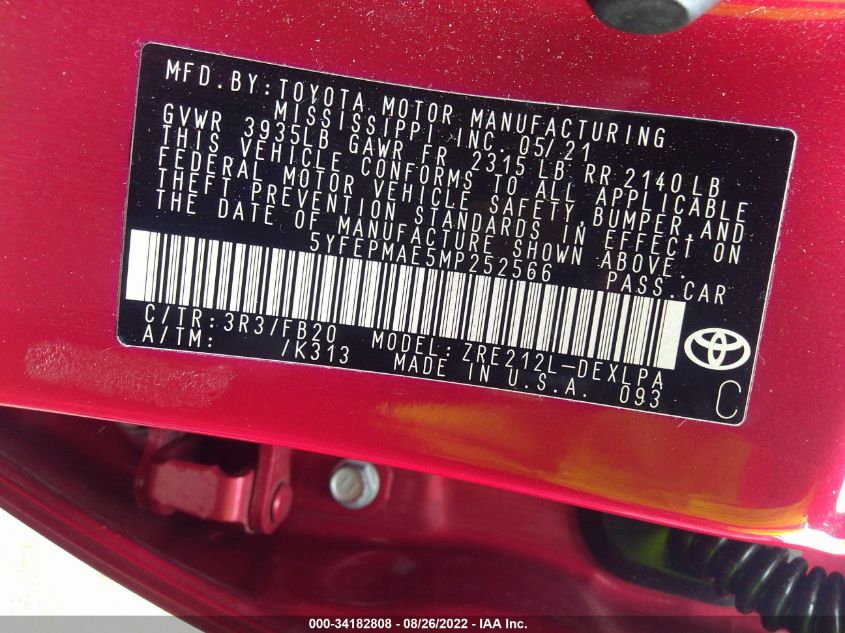 MFD. BY: TOYOTA MOTOR MANUFACTURING
MISSISSIPPI INC. 05/21
GVWR 3935LB GAWR FR 2315 LB RR 2140 LB
THIS VEHICLE CONFORMS TO ALL APPLICABLE
FEDERAL MOTOR VEHICLE SAFETY, BUMPER, AND
THEFT PREVENTION STANDARDS IN EFFECT ON
THE DATE OF MANUFACTURE SHOWN ABOVE.
5YFEPMAE5MP252566 PASS. CAR
C/TR: 3R3/FB20 MODEL: ZRE212L-DEXLPA
A/TM: /K313 MADE IN U.S.A. 093
C
000-34182808 - 08/26/2022 - IAA Inc.